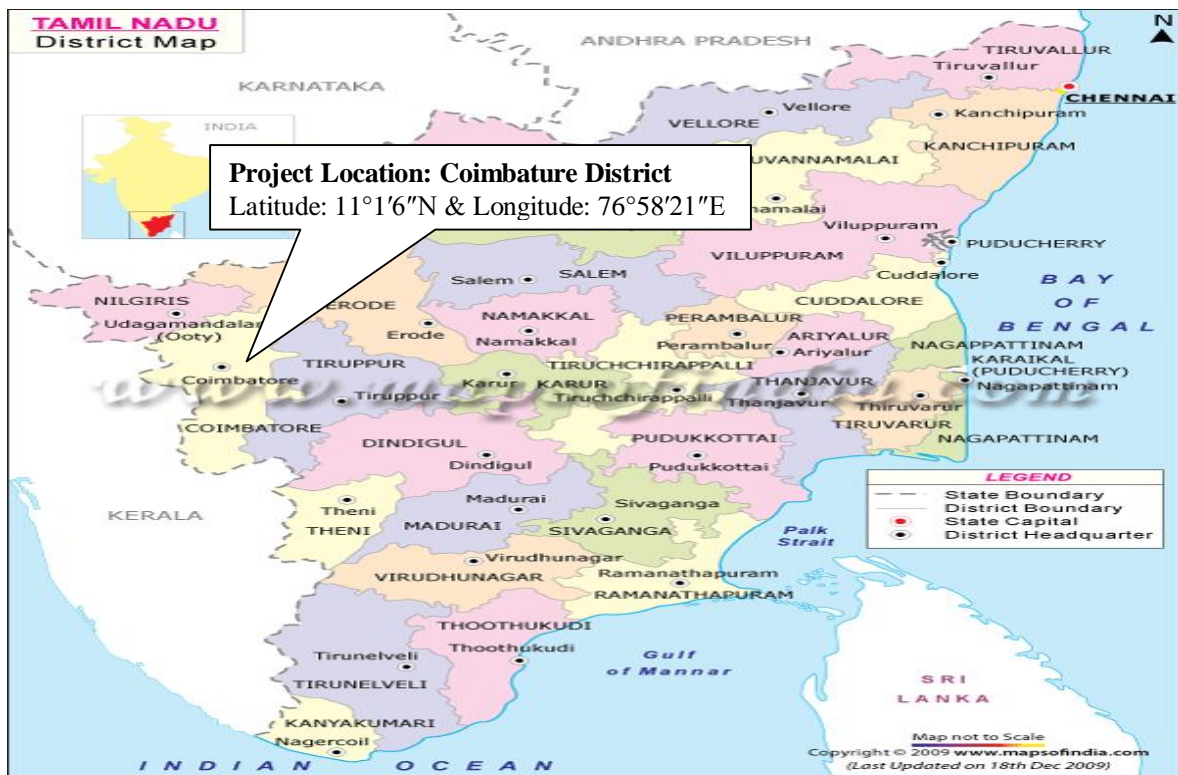 TAMIL NADU
District Map
N
ANDHRA PRADESH
KARNATAKA
INDIA
TIRUVALLUR
Tiruvallur
CHENNAI
Vellore
VELLORE
Kanchipuram
KANCHIPURAM
UVANNAMALAI
namalai
Project Location: Coimbature District
Latitude: 11°1′6″N & Longitude: 76°58′21″E
Viluppuram
VILUPPURAM
PUDUCHERRY
Cuddalore
CUDDALORE
BAY
OF
BENGAL
Salem
SALEM
NILGIRIS
Udagamandala
(Ooty)
ERODE
Erode
NAMAKKAL
Namakkal
PERAMBALUR
Perambalur
ARIYALUR
Ariyalur
NAGAPPATTINAM
KARAIKAL
(PUDUCHERRY)
Nagapattinam
Coimbatore
COIMBATORE
TIRUPPUR
Tiruppur
Karur
KARUR
TIRUCHCHIRAPPALLI
Tiruchchirappalli
THANJAVUR
Thanjavur
Thiruvarur
TIRUVARUR
NAGAPATTINAM
www.mapsofindia.com
DINDIGUL
Dindigul
PUDUKKOTTAI
Pudukkottai
KERALA
Theni
THENI
Madurai
MADURAI
Sivaganga
SIVAGANGA
Palk
Strait
LEGEND
State Boundary
District Boundary
State Capital
District Headquarter
Virudhunagar
VIRUDHUNAGAR
Ramanathapuram
RAMANATHAPURAM
THOOTHUKUDI
Thoothukudi
Tirunelveli
TIRUNELVELI
Gulf
of Mannar
SRI
LANKA
KANYAKUMARI
Nagercoil
INDIAN OCEAN
Map not to Scale
Copyright © 2009 www.mapsofindia.com
(Last Updated on 18th Dec 2009)